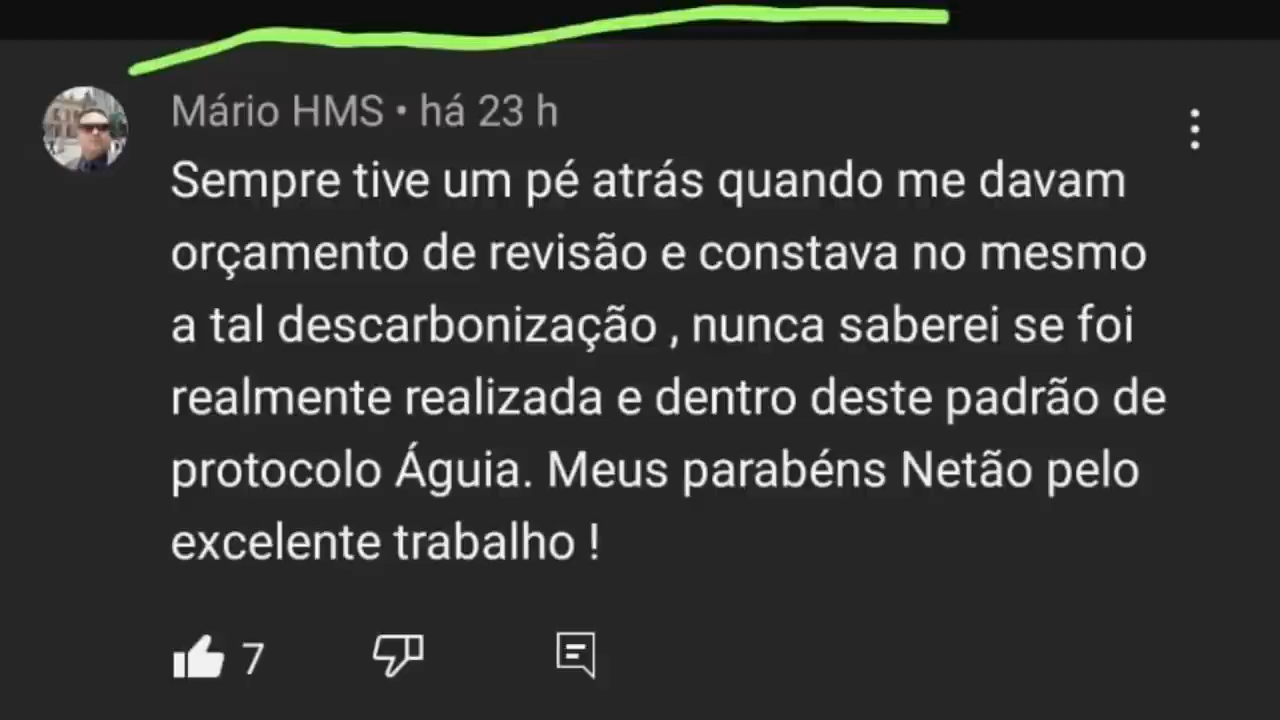 Mário HMS • há 23 h
Sempre tive um pé atrás quando me davam
orçamento de revisão e constava no mesmo
a tal descarbonização , nunca saberei se foi
realmente realizada e dentro deste padrão de
protocolo Águia. Meus parabéns Netão pelo
excelente trabalho !
7